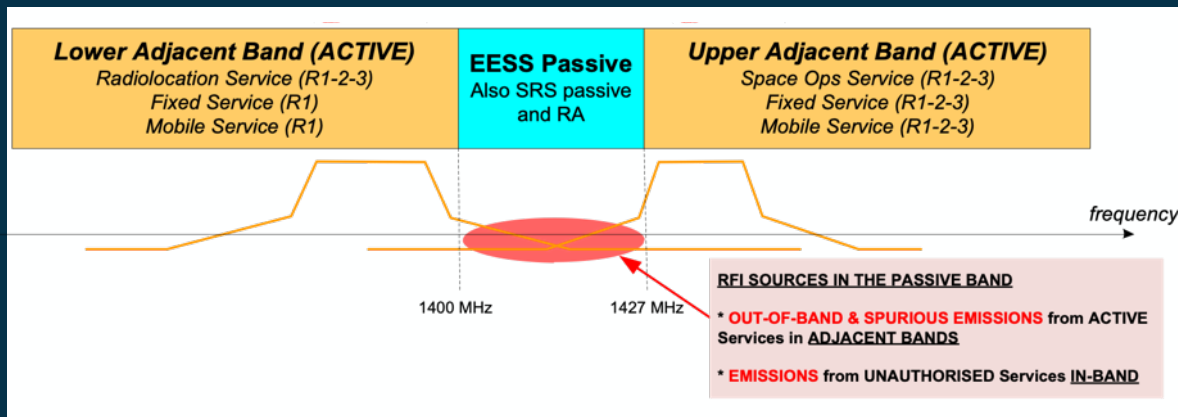 Lower Adjacent Band (ACTIVE)
Radiolocation Service (R1-2-3)
Fixed Service (R1)
Mobile Service (R1)
EESS Passive
Also SRS passive
and RA
Upper Adjacent Band (ACTIVE)
Space Ops Service (R1-2-3)
Fixed Service (R1-2-3)
Mobile Service (R1-2-3)
frequency
1400 MHz
1427 MHz
RFI SOURCES IN THE PASSIVE BAND
* OUT-OF-BAND & SPURIOUS EMISSIONS from ACTIVE
Services in ADJACENT BANDS
* EMISSIONS from UNAUTHORISED Services IN-BAND